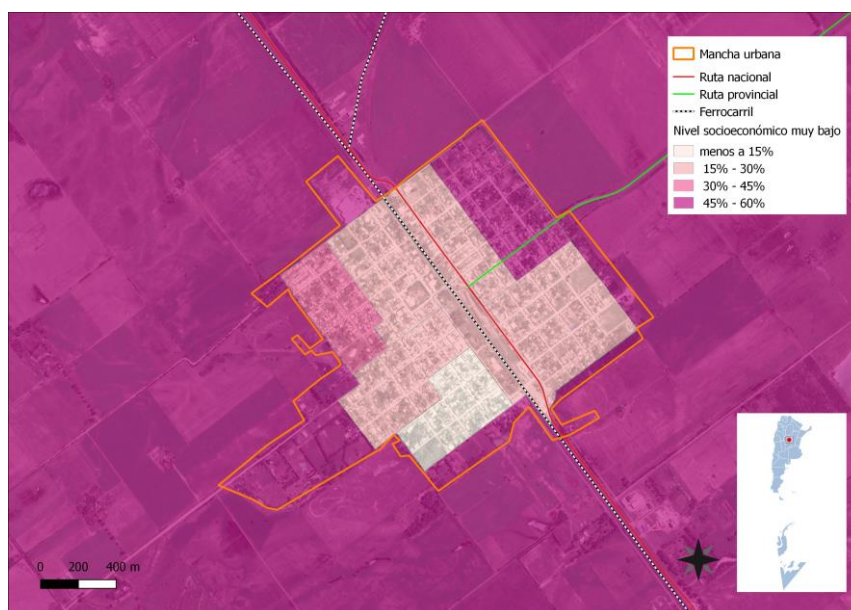 Mancha urbana
Ruta nacional
Ruta provincial
Ferrocarril
Nivel socioeconómico muy bajo
menos a 15%
15% - 30%
30% - 45%
45% - 60%
0 200 400 m